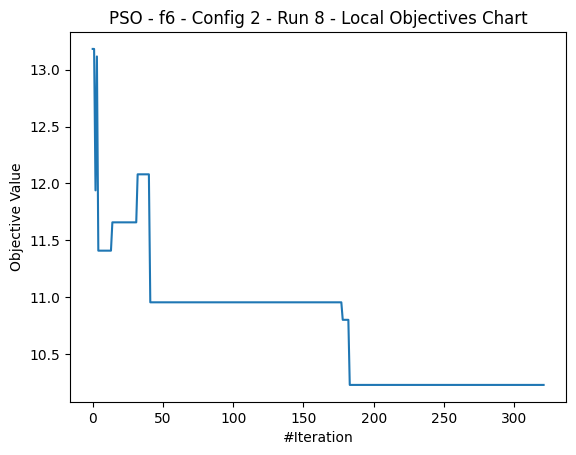 PSO - f6 - Config 2 - Run 8 - Local Objectives Chart
13.0
12.5
12.0
11.5
11.0
10.5
Objective Value
0 50 100 150 200 250 300
#Iteration